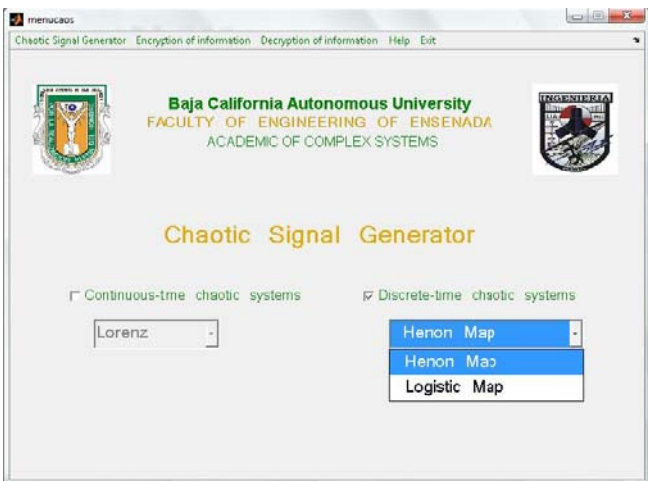 menucaos
Chaotic Signal Generator Encryption of information Decryption of information Help Exit
Baja California Autonomous University
FACULTY OF ENGINEERING OF ENSENADA
ACADEMIC OF COMPLEX SYSTEMS
INGENIERIA
Chaotic Signal Generator
Continuous-time chaotic systems
Discrete-time chaotic systems
Lorenz
Henon Map
Henon Map
Logistic Map